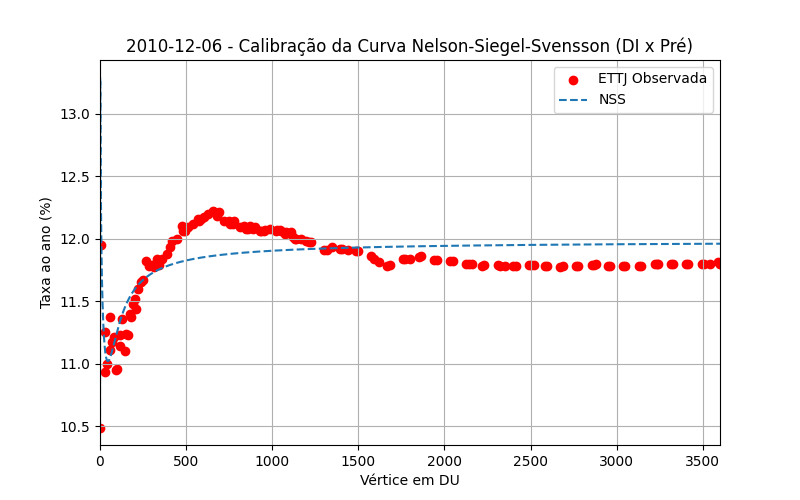 2010-12-06 - Calibração da Curva Nelson-Siegel-Svensson (DI x Pré)
ETTJ Observada
NSS
Taxa ao ano (%)
13.0
12.5
12.0
11.5
11.0
10.5
0 500 1000 1500 2000 2500 3000 3500
Vértice em DU